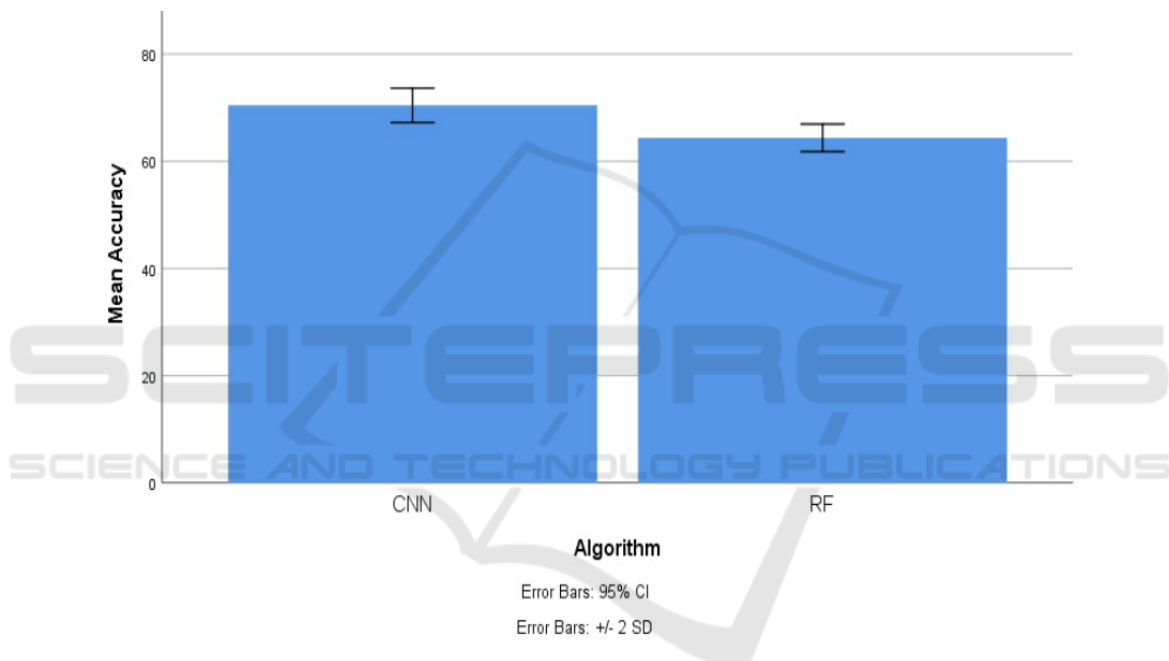 80
60
40
20
0
Mean Accuracy
CNN RF
Algorithm
Error Bars: 95% CI
Error Bars: +/- 2 SD
SCITEPRESS
SCIENCE AND TECHNOLOGY PUBLICATIONS